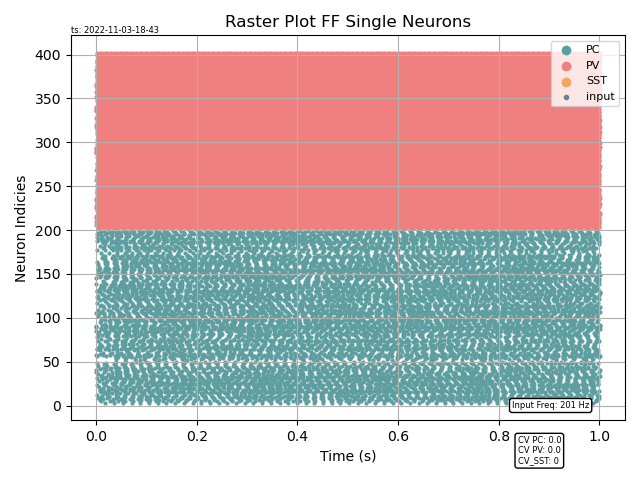 Raster Plot FF Single Neurons
ts: 2022-11-03-18-43
PC
PV
SST
input
400
350
300
250
200
150
100
50
0
Neuron Indicies
Input Freq: 201 Hz
0.0 0.2 0.4 0.6 0.8 1.0
Time (s)
CV PC: 0.0
CV PV: 0.0
CV_SST: 0